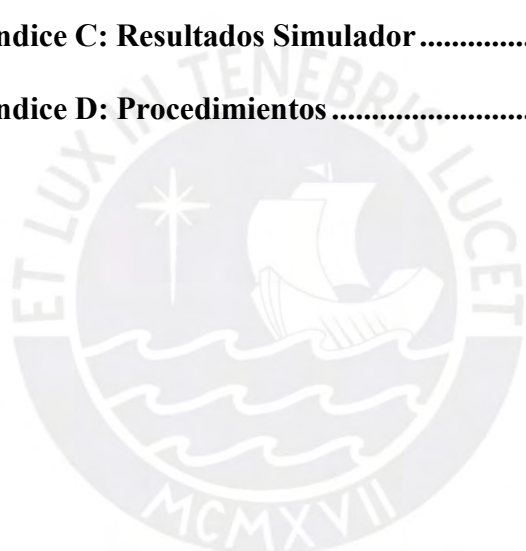 ndice C: Resultados Simulador................
ndice D: Procedimientos .............................
ET LUX IN TENEBRIS LUCET
MCMXVII